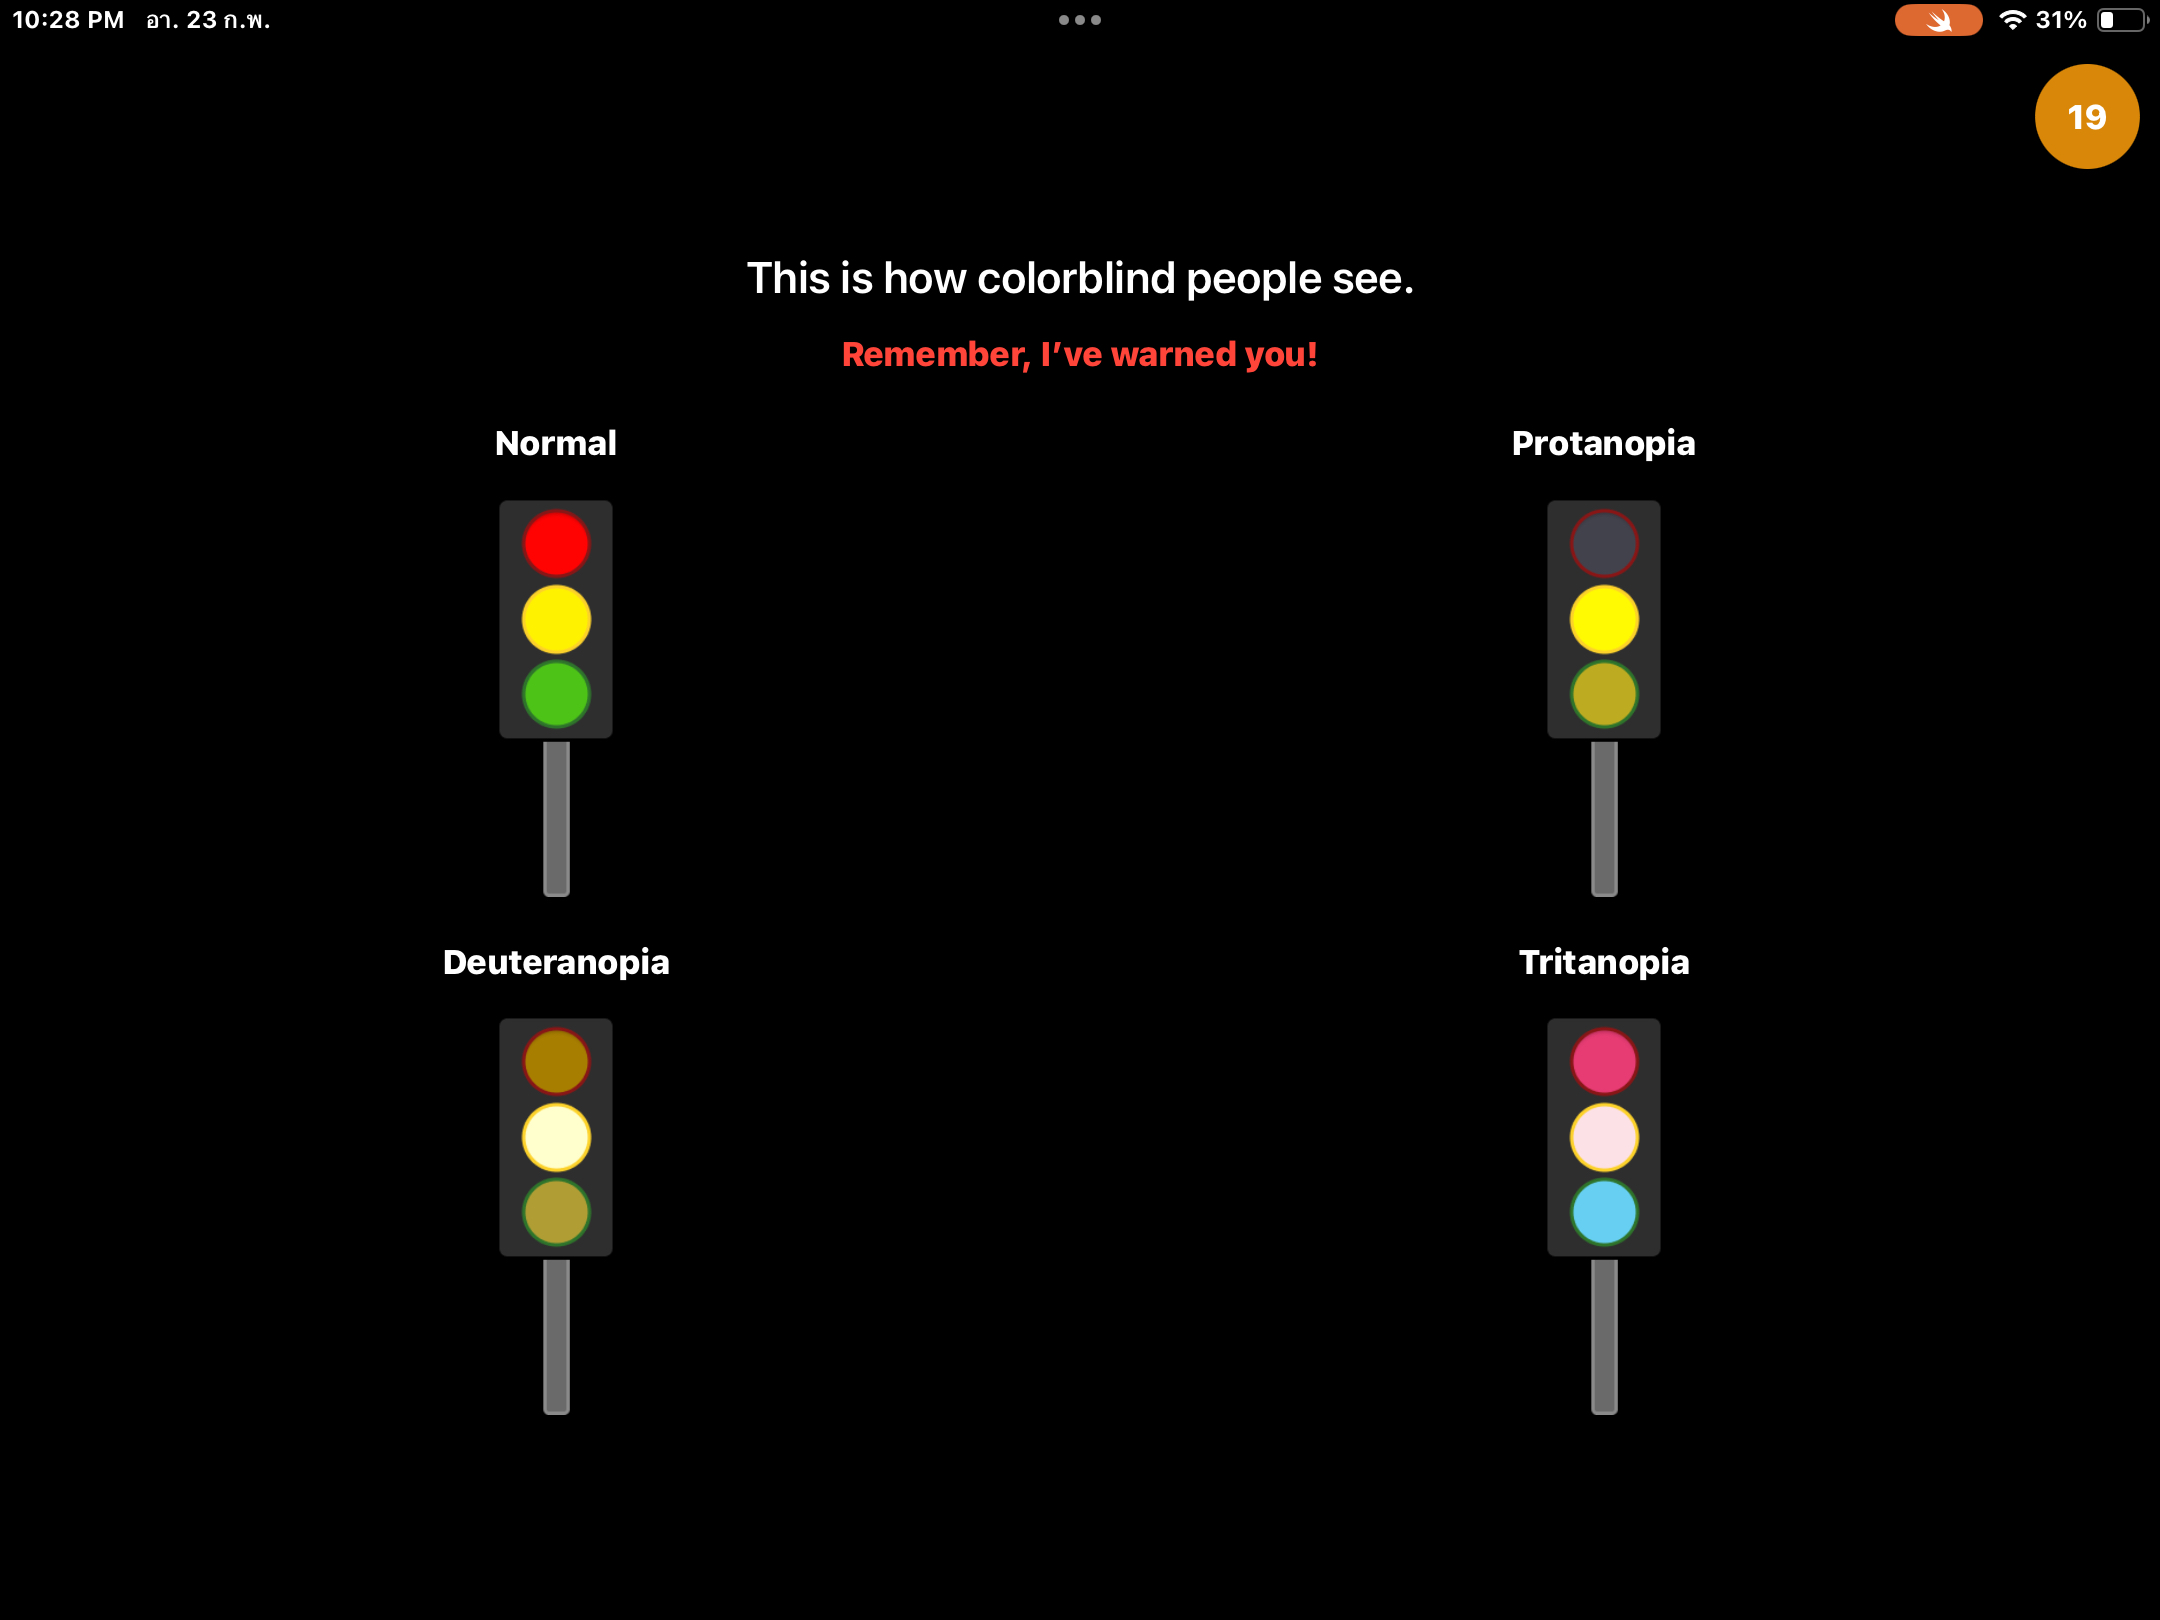 10:28 PM อา. 23 ก.พ. 31%
19
This is how colorblind people see.
Remember, I’ve warned you!
Normal Protanopia
Deuteranopia Tritanopia